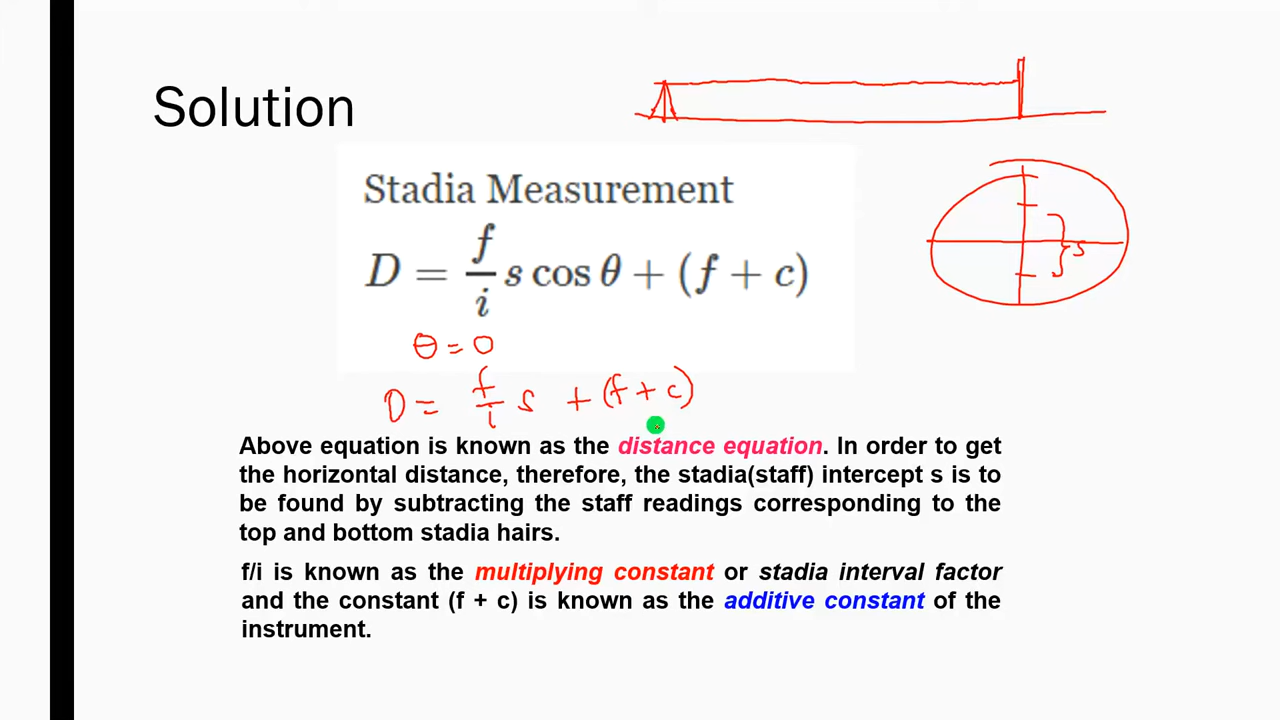 Solution
Stadia Measurement
D = f/i s cos θ + (f + c)
θ = 0
D = f/i s + (f + c)
s
Above equation is known as the distance equation. In order to get
the horizontal distance, therefore, the stadia(staff) intercept s is to
be found by subtracting the staff readings corresponding to the
top and bottom stadia hairs.
f/i is known as the multiplying constant or stadia interval factor
and the constant (f + c) is known as the additive constant of the
instrument.